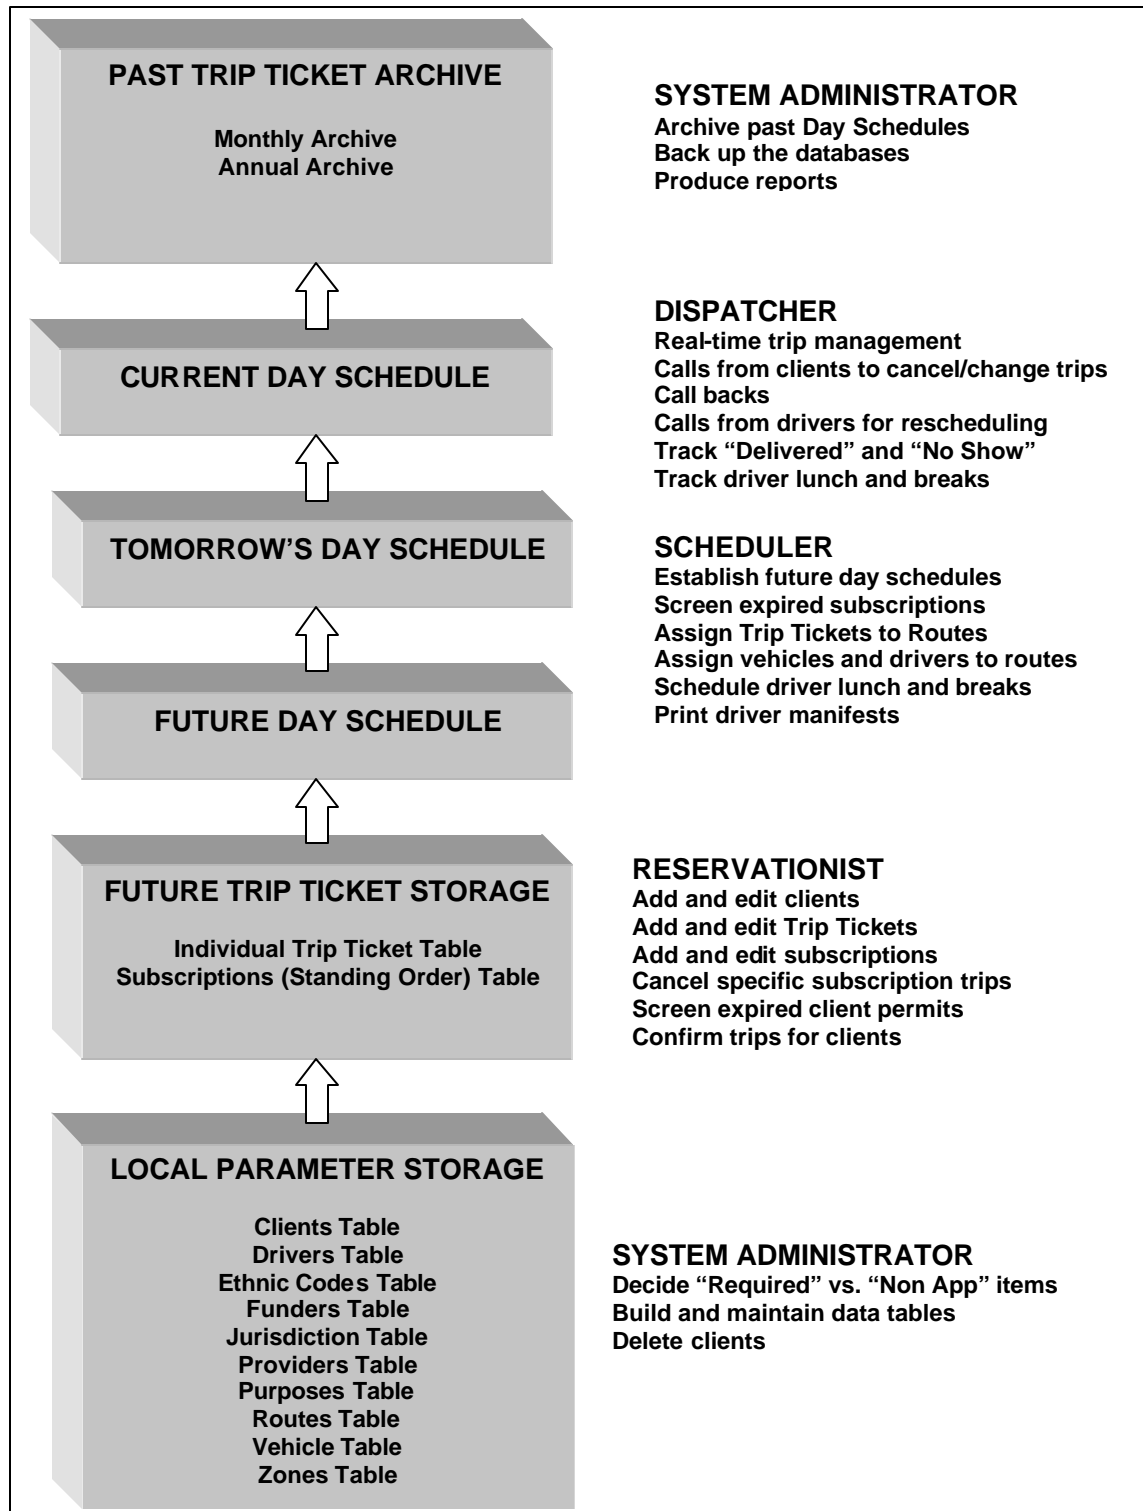 PAST TRIP TICKET ARCHIVE
Monthly Archive
Annual Archive
SYSTEM ADMINISTRATOR
Archive past Day Schedules
Back up the databases
Produce reports
CURRENT DAY SCHEDULE
DISPATCHER
Real-time trip management
Calls from clients to cancel/change trips
Call backs
Calls from drivers for rescheduling
Track “Delivered” and “No Show”
Track driver lunch and breaks
TOMORROW’S DAY SCHEDULE
FUTURE DAY SCHEDULE
SCHEDULER
Establish future day schedules
Screen expired subscriptions
Assign Trip Tickets to Routes
Assign vehicles and drivers to routes
Schedule driver lunch and breaks
Print driver manifests
FUTURE TRIP TICKET STORAGE
Individual Trip Ticket Table
Subscriptions (Standing Order) Table
RESERVATIONIST
Add and edit clients
Add and edit Trip Tickets
Add and edit subscriptions
Cancel specific subscription trips
Screen expired client permits
Confirm trips for clients
LOCAL PARAMETER STORAGE
Clients Table
Drivers Table
Ethnic Codes Table
Funders Table
Jurisdiction Table
Providers Table
Purposes Table
Routes Table
Vehicle Table
Zones Table
SYSTEM ADMINISTRATOR
Decide “Required” vs. “Non App” items
Build and maintain data tables
Delete clients